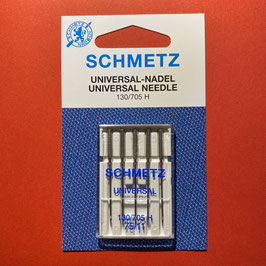 SCHMETZ
UNIVERSAL-NADEL
UNIVERSAL NEEDLE
130/705 H
SCHMETZ
UNIVERSAL
130/705 H
75/11